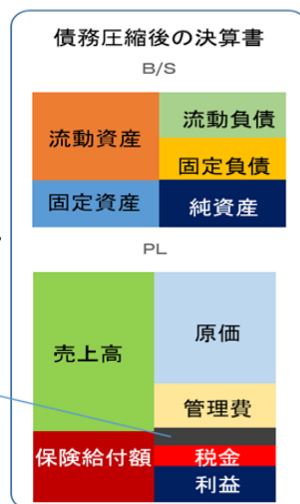 債務圧縮後の決算書
B/S
流動資産
流動負債
固定負債
固定資産
純資産
PL
売上高
原価
管理費
保険給付額
税金
利益